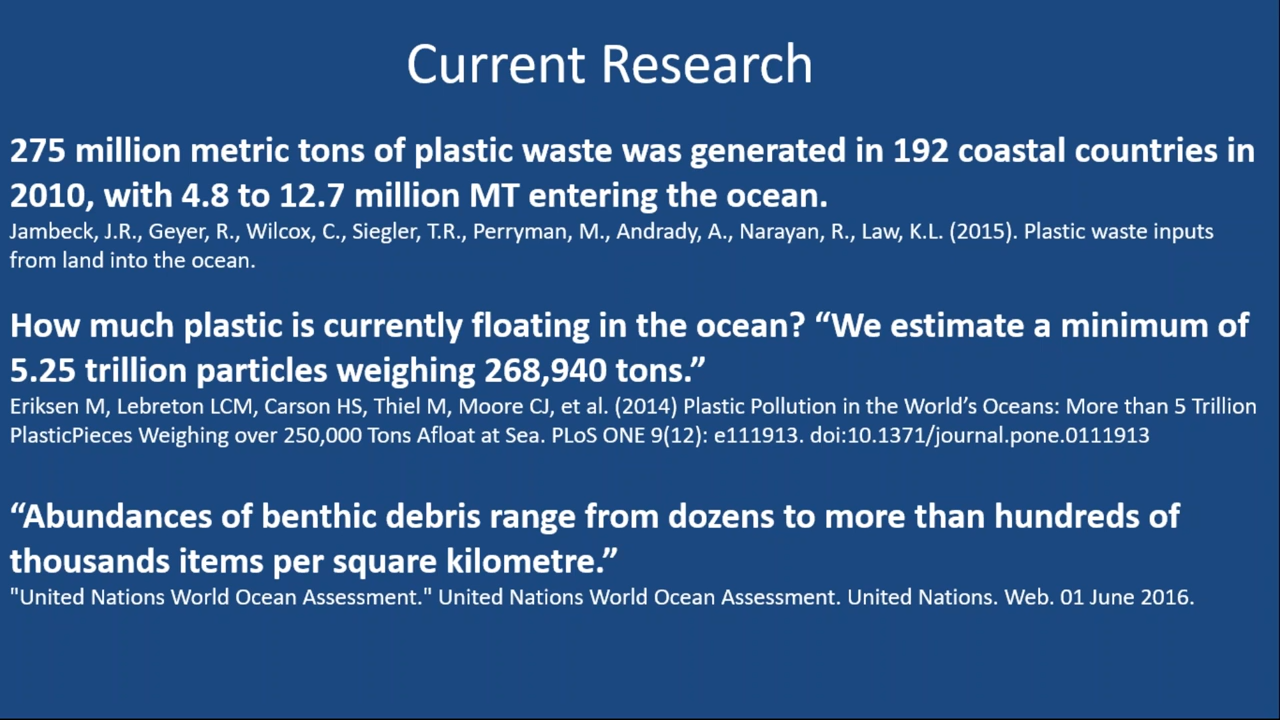 Current Research
275 million metric tons of plastic waste was generated in 192 coastal countries in
2010, with 4.8 to 12.7 million MT entering the ocean.
Jambeck, J.R., Geyer, R., Wilcox, C., Siegler, T.R., Perryman, M., Andrady, A., Narayan, R., Law, K.L. (2015). Plastic waste inputs
from land into the ocean.
How much plastic is currently floating in the ocean? “We estimate a minimum of
5.25 trillion particles weighing 268,940 tons.”
Eriksen M, Lebreton LCM, Carson HS, Thiel M, Moore CJ, et al. (2014) Plastic Pollution in the World’s Oceans: More than 5 Trillion
PlasticPieces Weighing over 250,000 Tons Afloat at Sea. PLoS ONE 9(12): e111913. doi:10.1371/journal.pone.0111913
“Abundances of benthic debris range from dozens to more than hundreds of
thousands items per square kilometre.”
"United Nations World Ocean Assessment." United Nations World Ocean Assessment. United Nations. Web. 01 June 2016.